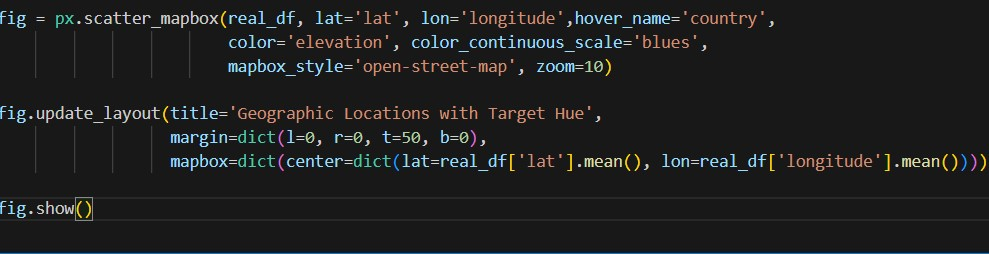 fig = px.scatter_mapbox(real_df, lat='lat', lon='longitude',hover_name='country',
color='elevation', color_continuous_scale='blues',
mapbox_style='open-street-map', zoom=10)
fig.update_layout(title='Geographic Locations with Target Hue',
margin=dict(l=0, r=0, t=50, b=0),
mapbox=dict(center=dict(lat=real_df['lat'].mean(), lon=real_df['longitude'].mean())))
fig.show()